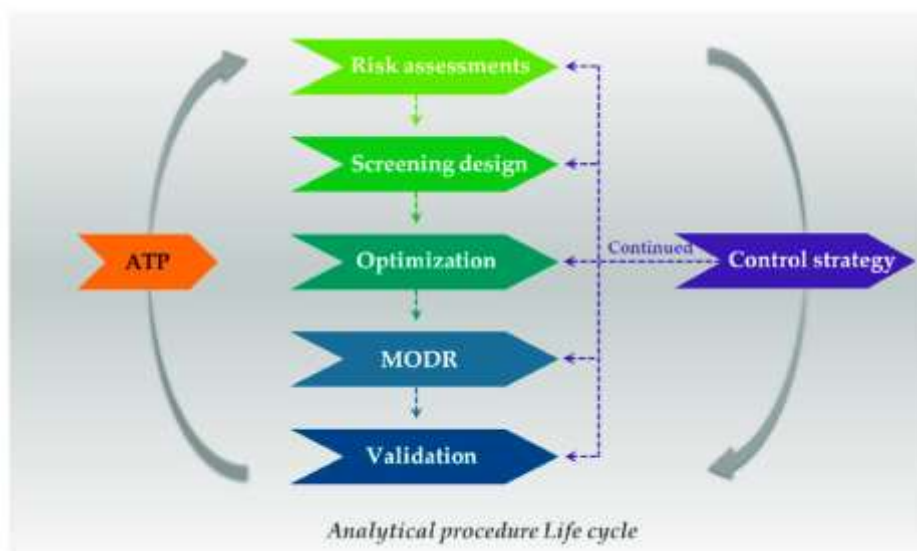 Risk assessments
Screening design
ATP
Optimization
Continued
Control strategy
MODR
Validation
Analytical procedure Life cycle